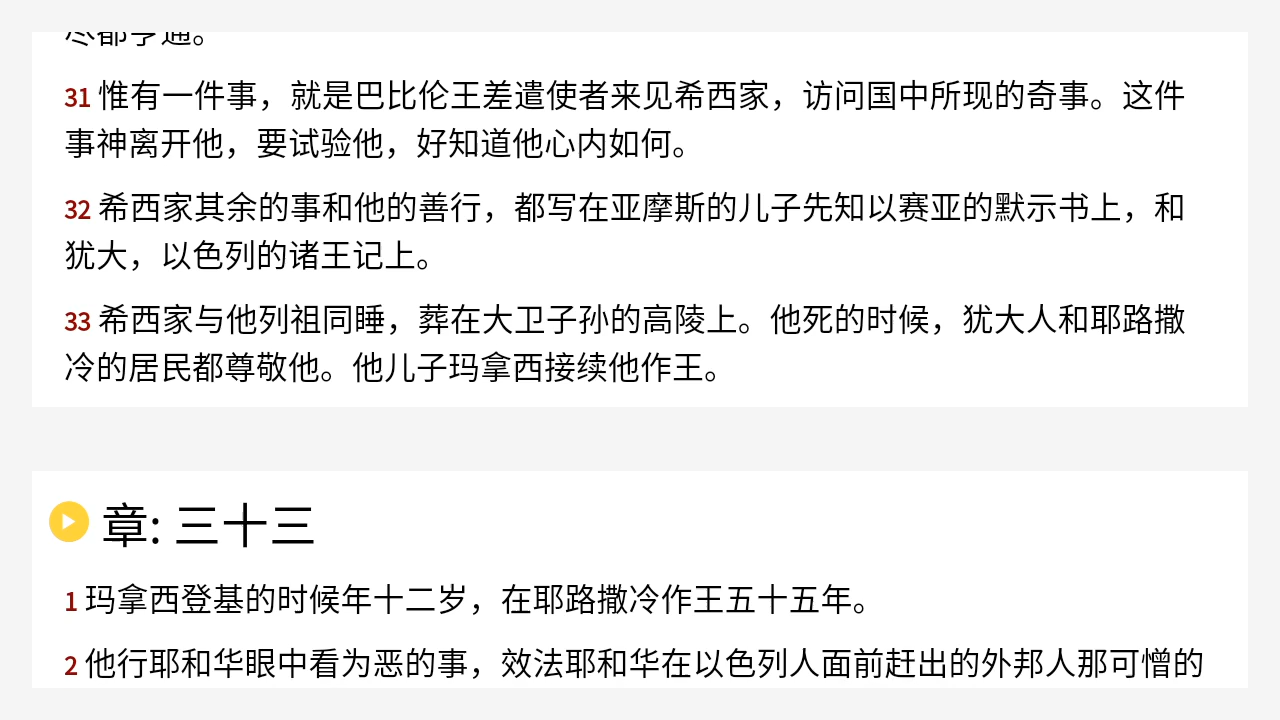 尽都亨通。
31 惟有一件事，就是巴比伦王差遣使者来见希西家，访问国中所现的奇事。这件
事神离开他，要试验他，好知道他心内如何。
32 希西家其余的事和他的善行，都写在亚摩斯的儿子先知以赛亚的默示书上，和
犹大，以色列的诸王记上。
33 希西家与他列祖同睡，葬在大卫子孙的高陵上。他死的时候，犹大人和耶路撒
冷的居民都尊敬他。他儿子玛拿西接续他作王。
章: 三十三
1 玛拿西登基的时候年十二岁，在耶路撒冷作王五十五年。
2 他行耶和华眼中看为恶的事，效法耶和华在以色列人面前赶出的外邦人那可憎的